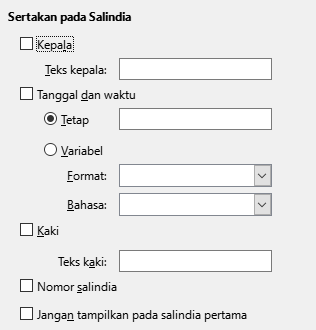 Sertakan pada Salindia
Kepala
Teks kepala:
Tanggal dan waktu
Tetap
Variabel
Format:
Bahasa:
Kaki
Teks kaki:
Nomor salindia
Jangan tampilkan pada salindia pertama